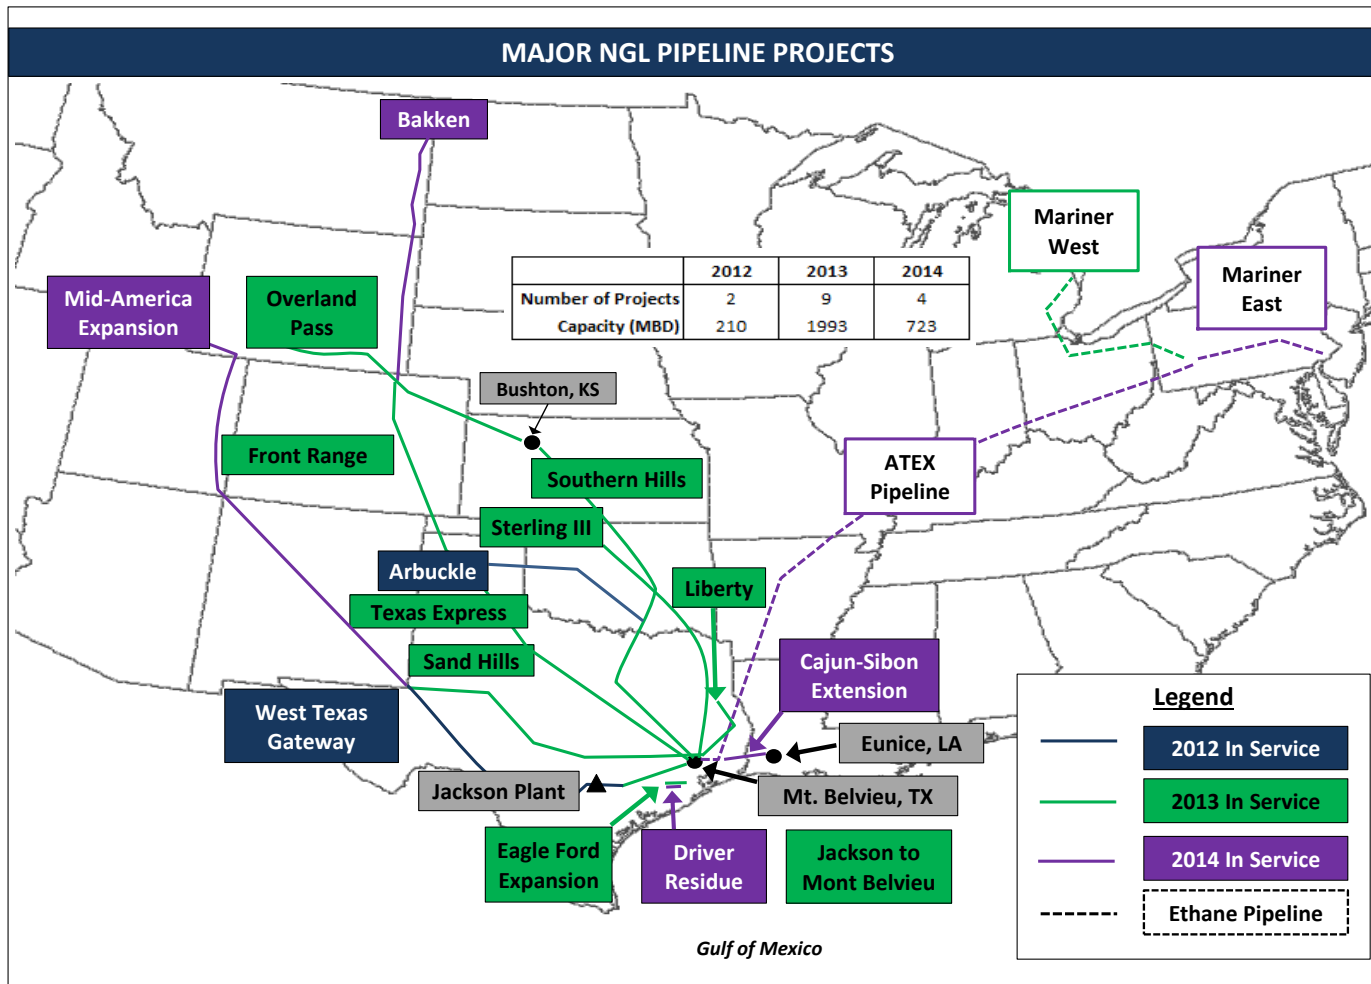 MAJOR NGL PIPELINE PROJECTS
Bakken
Mariner
West
Mariner
East
Mid-America
Expansion
Overland
Pass
2012 2013 2014
Number of Projects 2 9 4
Capacity (MBD) 210 1993 723
Bushton, KS
Front Range
Southern Hills
ATEX
Pipeline
Sterling III
Arbuckle
Liberty
Texas Express
Sand Hills
Cajun-Sibon
Extension
West Texas
Gateway
Eunice, LA
Jackson Plant
Mt. Belvieu, TX
Eagle Ford
Expansion
Driver
Residue
Jackson to
Mont Belvieu
Gulf of Mexico
Legend
2012 In Service
2013 In Service
2014 In Service
Ethane Pipeline